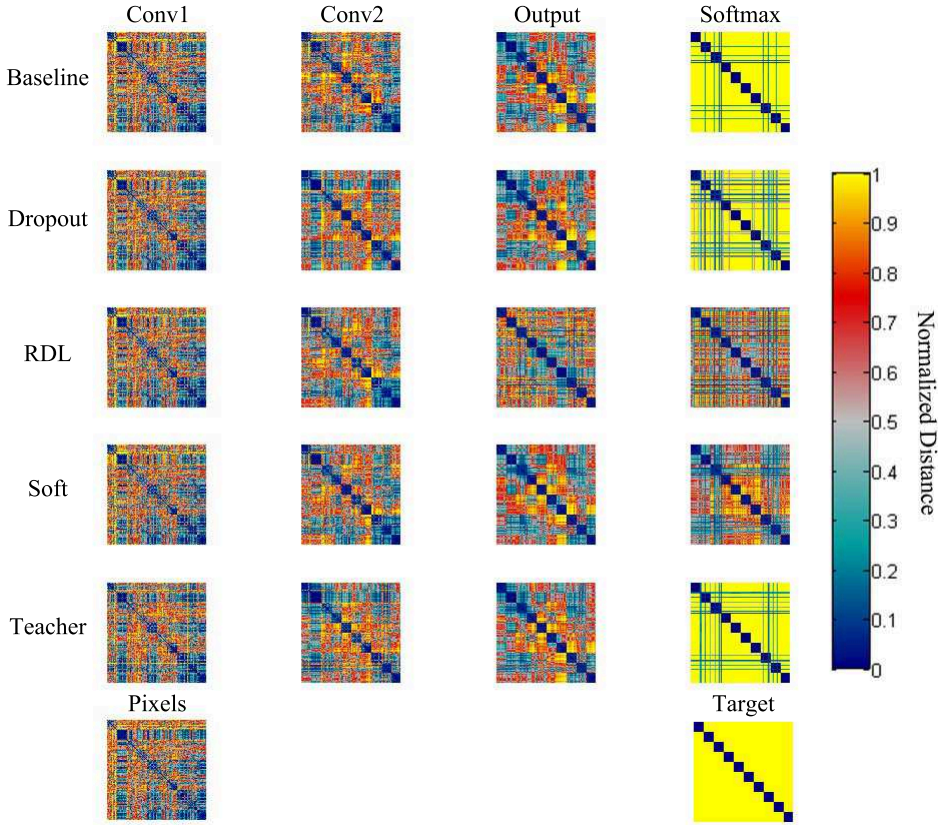 Conv1 Conv2 Output Softmax
Baseline
Dropout
RDL
Soft
Teacher
Pixels Target
1
0.9
0.8
0.7
0.6
0.5
0.4
0.3
0.2
0.1
0
Normalized Distance